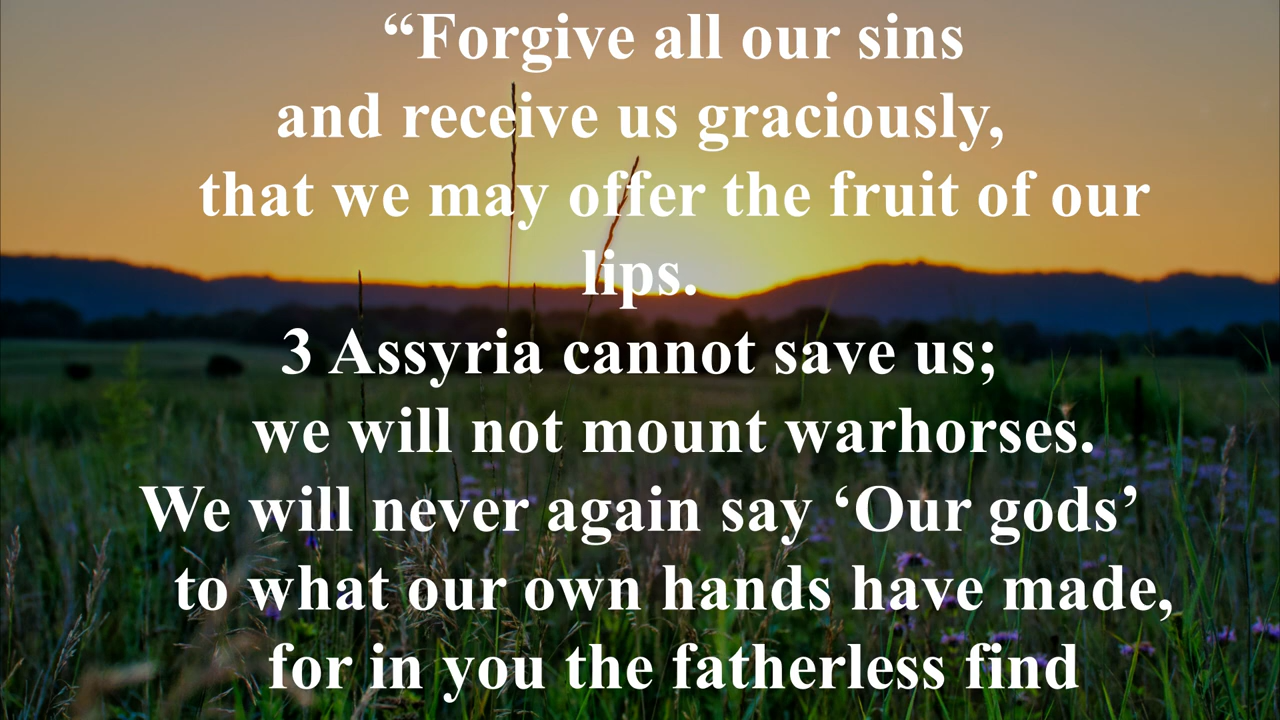 “Forgive all our sins
and receive us graciously,
that we may offer the fruit of our
lips.
3 Assyria cannot save us;
we will not mount warhorses.
We will never again say ‘Our gods’
to what our own hands have made,
for in you the fatherless find